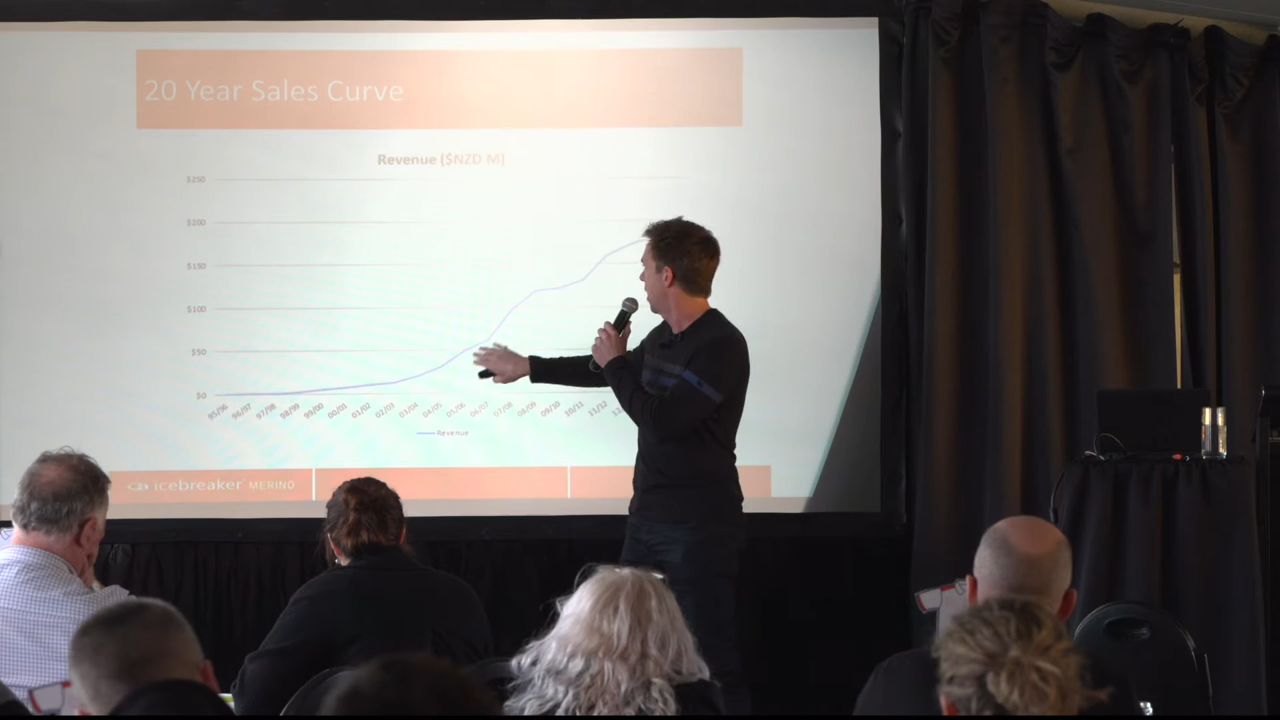 20 Year Sales Curve
Revenue ($NZD M)
$250
$200
$150
$100
$50
$0
95/96 96/97 97/98 98/99 99/00 00/01 01/02 02/03 03/04 04/05 05/06 06/07 07/08 08/09 09/10 10/11 11/12
Revenue
icebreaker MERINO